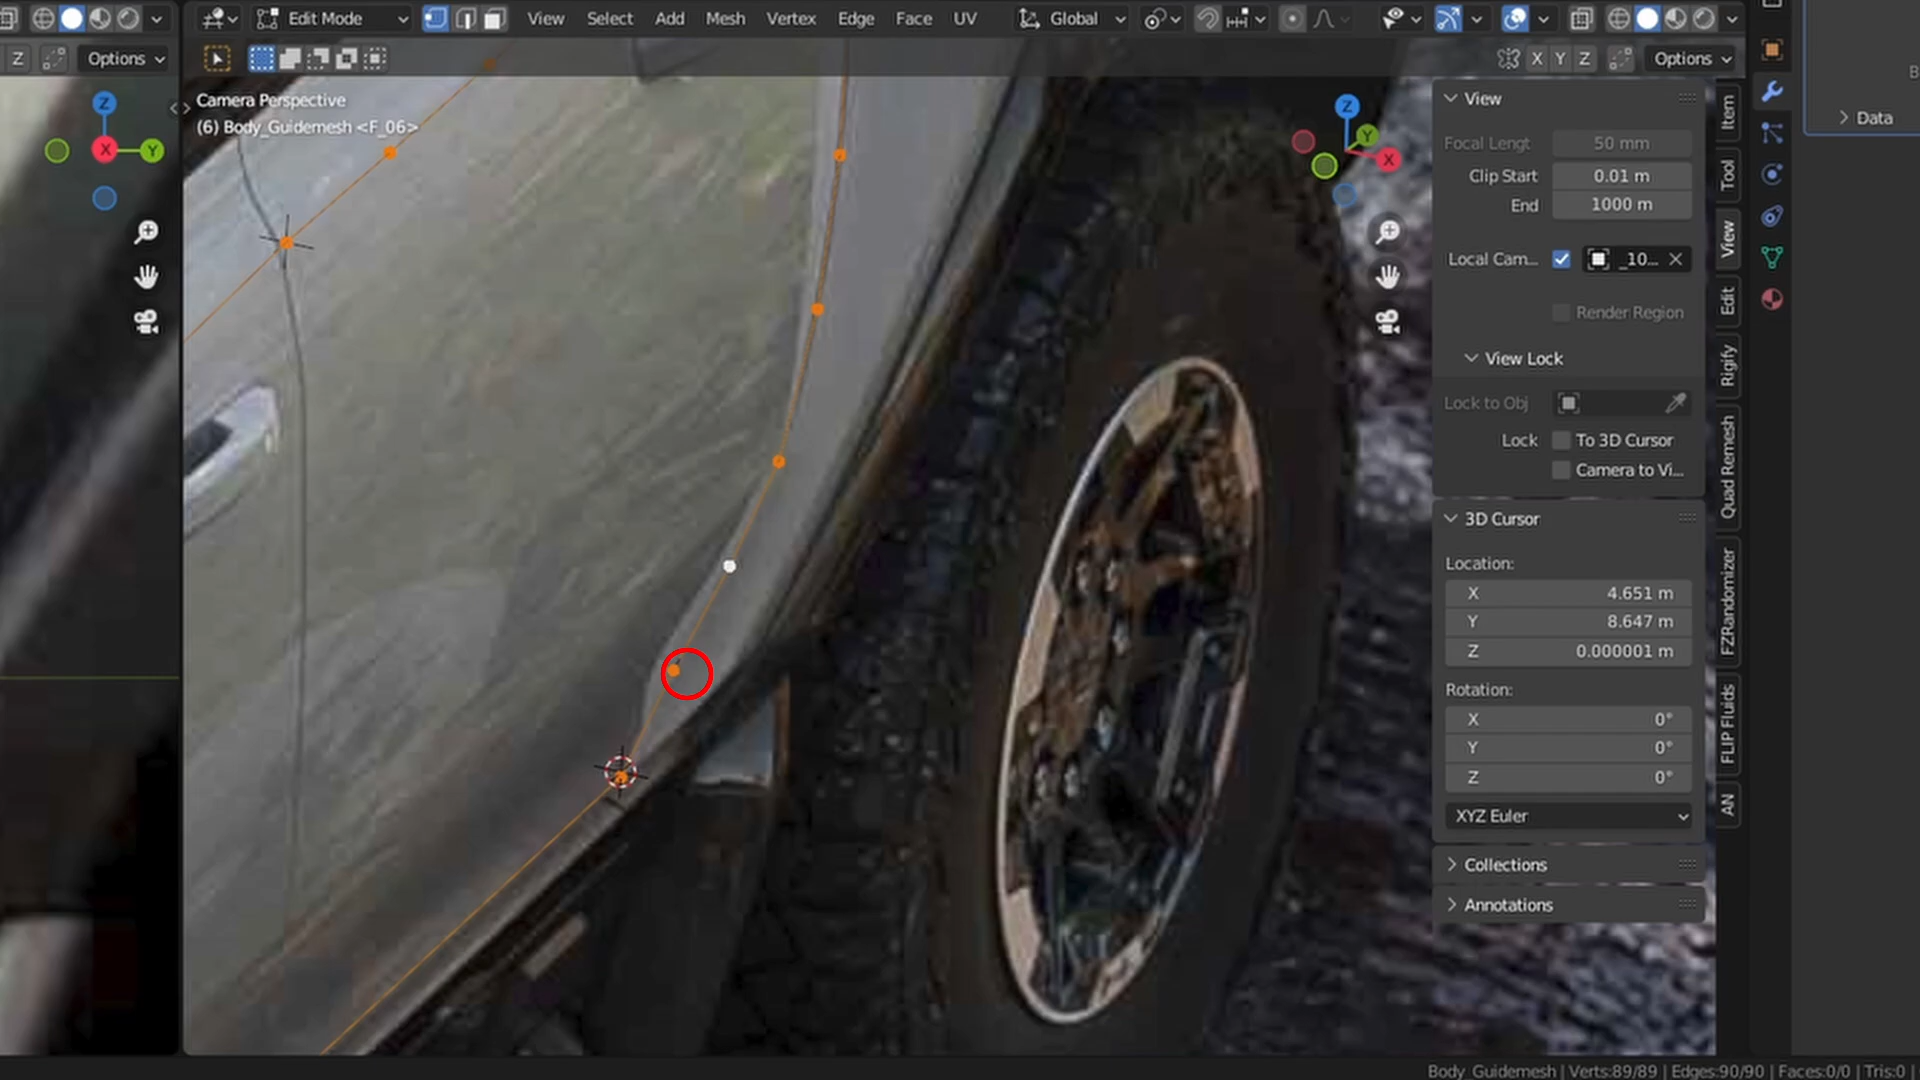 Edit Mode View Select Add Mesh Vertex Edge Face UV Global
Z Options X Y Z Options
Camera Perspective
(6) Body_Guidemesh <F_06>
Z
X
Y
Z
Y
X
View
Focal Lengt 50 mm
Clip Start 0.01 m
End 1000 m
Local Cam... _10...
Render Region
View Lock
Lock to Obj
Lock To 3D Cursor
Camera to Vi...
3D Cursor
Location:
X 4.651 m
Y 8.647 m
Z 0.000001 m
Rotation:
X 0°
Y 0°
Z 0°
XYZ Euler
Collections
Annotations
Item
Tool
View
Edit
Rigify
Quad Remesh
FZRandomizer
FLIP Fluids
AN
B
Data
Body_Guidemesh | Verts:89/89 | Edges:90/90 | Faces:0/0 | Tris:0 |